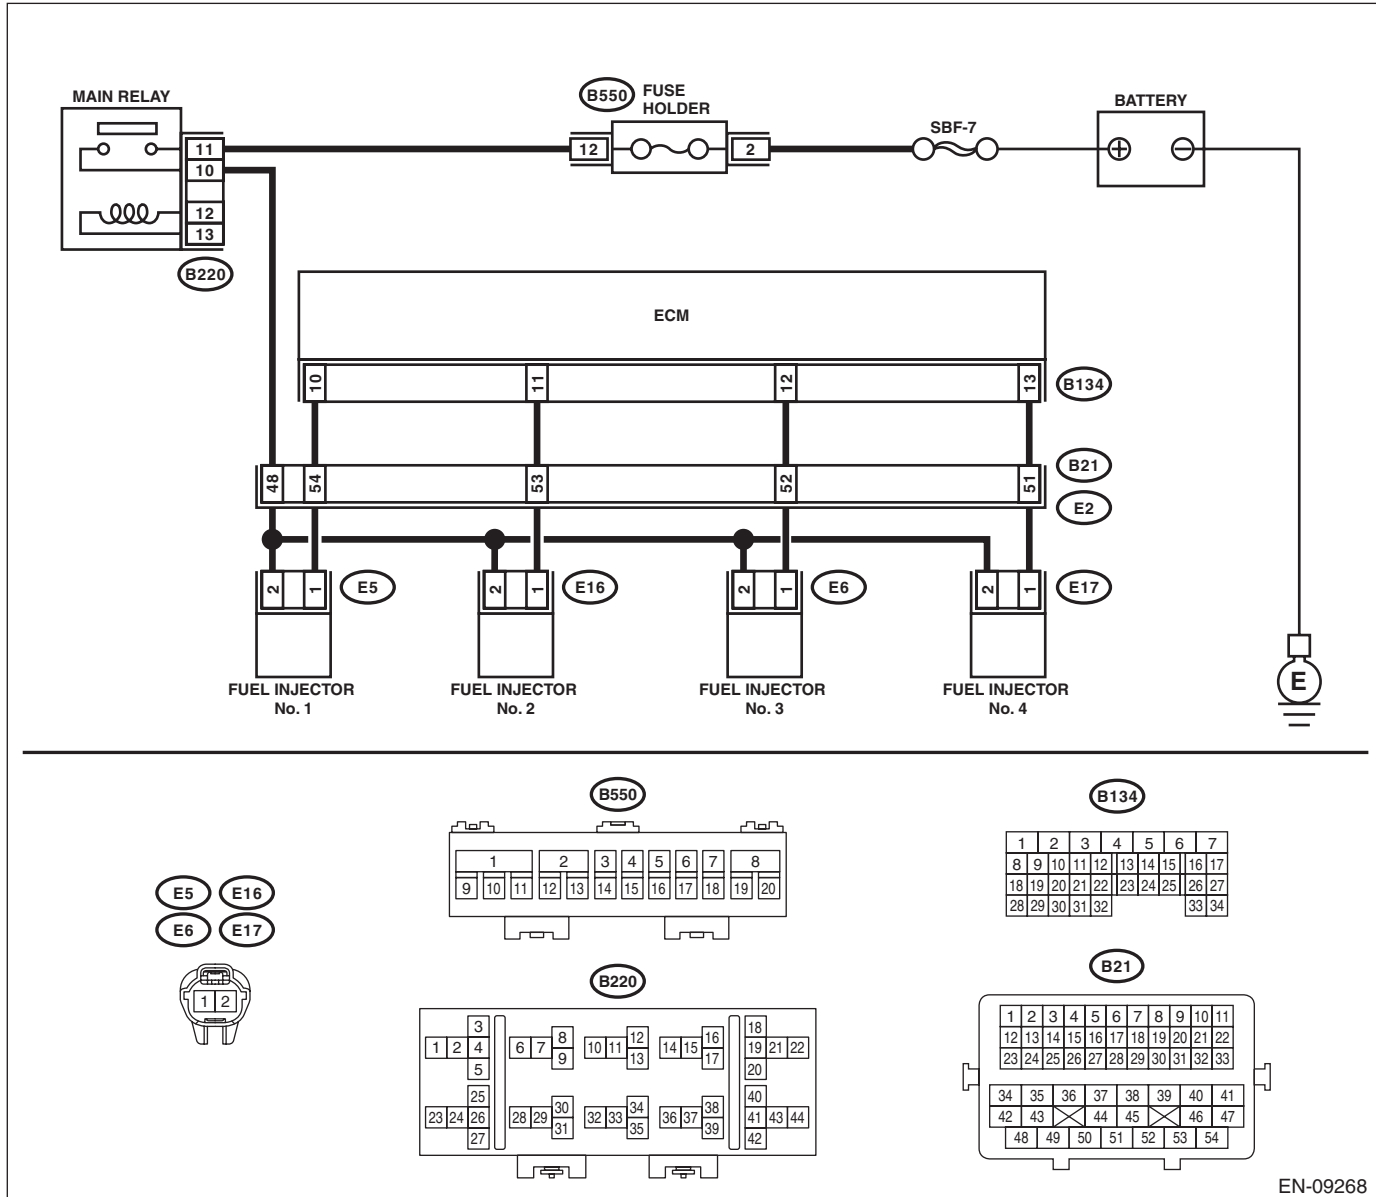 MAIN RELAY
B550
FUSE
HOLDER
SBF-7
BATTERY
11
12
2
+ −
10
12
13
B220
ECM
10 11 12 13
B134
48 54 53 52 51
B21
E2
2 1
E5
2 1
E16
2 1
E6
2 1
E17
E
FUEL INJECTOR
No. 1
FUEL INJECTOR
No. 2
FUEL INJECTOR
No. 3
FUEL INJECTOR
No. 4
E5 E16
E6 E17
1 2
B550
1 2 3 4 5 6 7 8
9 10 11 12 13 14 15 16 17 18 19 20
B134
1 2 3 4 5 6 7
8 9 10 11 12 13 14 15 16 17
18 19 20 21 22 23 24 25 26 27
28 29 30 31 32 33 34
B220
3 8 12 16 18
1 2 4 6 7 10 11 14 15 19 21 22
5 9 13 17 20
25 30 34 38 40
23 24 26 28 29 32 33 36 37 41 43 44
27 31 35 39 42
B21
1 2 3 4 5 6 7 8 9 10 11
12 13 14 15 16 17 18 19 20 21 22
23 24 25 26 27 28 29 30 31 32 33
34 35 36 37 38 39 40 41
42 43 44 45 46 47
48 49 50 51 52 53 54
EN-09268